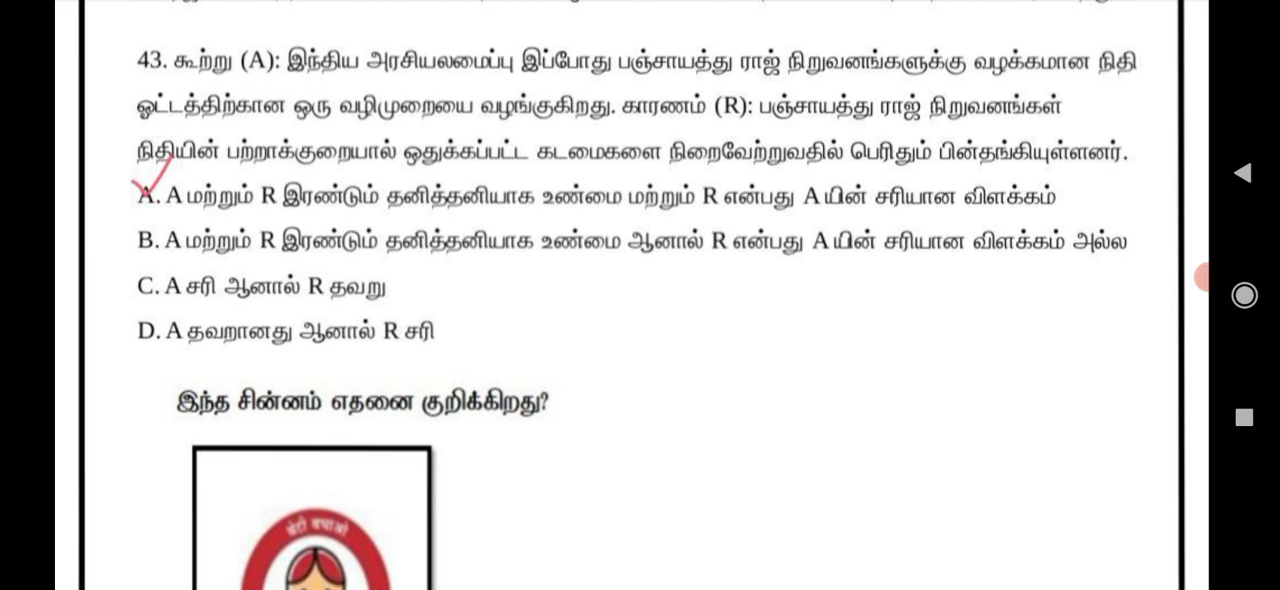 43. கூற்று (A): இந்திய அரசியலமைப்பு இப்போது பஞ்சாயத்து ராஜ் நிறுவனங்களுக்கு வழக்கமான நிதி
ஓட்டத்திற்கான ஒரு வழிமுறையை வழங்குகிறது. காரணம் (R): பஞ்சாயத்து ராஜ் நிறுவனங்கள்
நிதியின் பற்றாக்குறையால் ஒதுக்கப்பட்ட கடமைகளை நிறைவேற்றுவதில் பெரிதும் பின்தங்கியுள்ளனர்.
A. A மற்றும் R இரண்டும் தனித்தனியாக உண்மை மற்றும் R என்பது A யின் சரியான விளக்கம்
B. A மற்றும் R இரண்டும் தனித்தனியாக உண்மை ஆனால் R என்பது A யின் சரியான விளக்கம் அல்ல
C. A சரி ஆனால் R தவறு
D. A தவறானது ஆனால் R சரி
இந்த சின்னம் எதனை குறிக்கிறது?
बेटी बचाओ